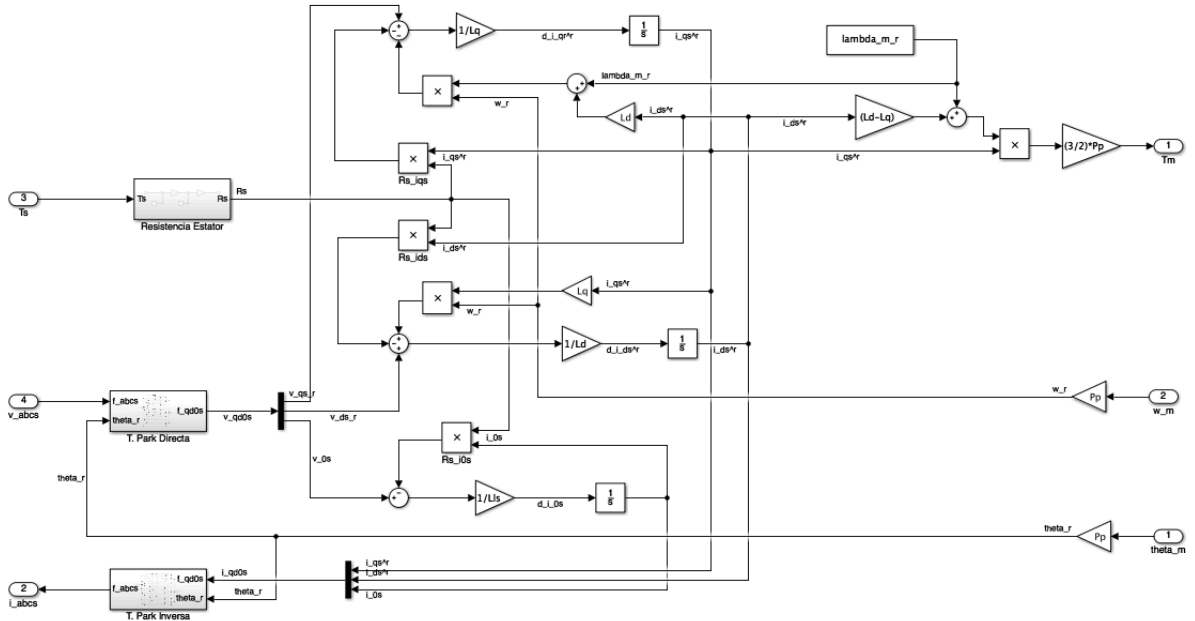 1/Lq
d_i_qr^r
1
s
i_qs^r
lambda_m_r
×
w_r
lambda_m_r
Ld
i_ds^r
i_ds^r
(Ld-Lq)
×
(3/2)*Pp
1
Tm
×
i_qs^r
Rs_iqs
i_qs^r
3
Ts
Ts
Rs
Rs
Resistencia Estator
×
i_ds^r
Rs_ids
×
w_r
Lq
i_qs^r
1/Ld
d_i_ds^r
1
s
i_ds^r
4
v_abcs
f_abcs
theta_r
f_qd0s
T. Park Directa
v_qd0s
v_qs_r
v_ds_r
v_0s
w_r
Pp
2
w_m
×
i_0s
Rs_i0s
1/Lls
d_i_0s
1
s
theta_r
theta_r
Pp
1
theta_m
2
i_abcs
f_abcs
f_qd0s
theta_r
T. Park Inversa
i_qd0s
theta_r
i_qs^r
i_ds^r
i_0s